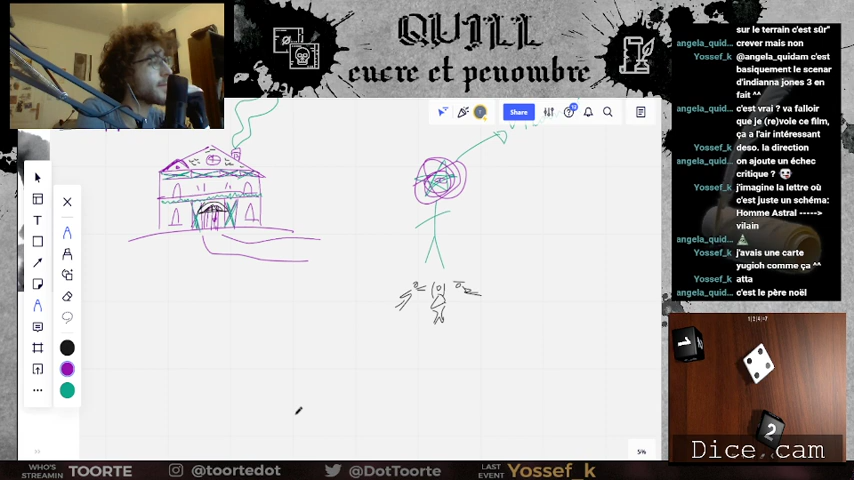 QUILL
encre et penombre
Share
sur le terrain c'est sûr"
angela_quid... crever mais non
Yossef_k @angela_quidam c'est
basiquement le scenar
d'indianna jones 3 en
fait ^^
angela_quid... c'est vrai ? va falloir
que je (re)voie ce film,
ça a l'air intéressant
Yossef_k deso. la direction
angela_quid... on ajoute un échec
critique ?
Yossef_k j'imagine la lettre où
c'est juste un schéma:
Homme Astral ----->
vilain
angela_quid...
Yossef_k j'avais une carte
yugioh comme ça ^^
Yossef_k atta
angela_quid... c'est le père noël
T
5%
1
2
Dice cam
WHO'S
STREAMIN TOORTE
@toortedot
@DotToorte
LAST
EVENT Yossef_k